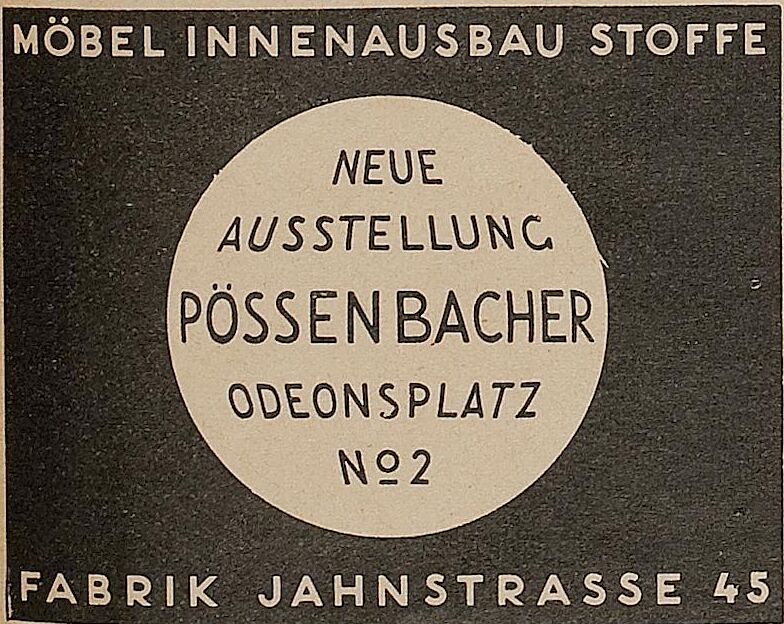 MÖBEL INNENAUSBAU STOFFE
NEUE
AUSSTELLUNG
PÖSSENBACHER
ODEONSPLATZ
Nº 2
FABRIK JAHNSTRASSE 45